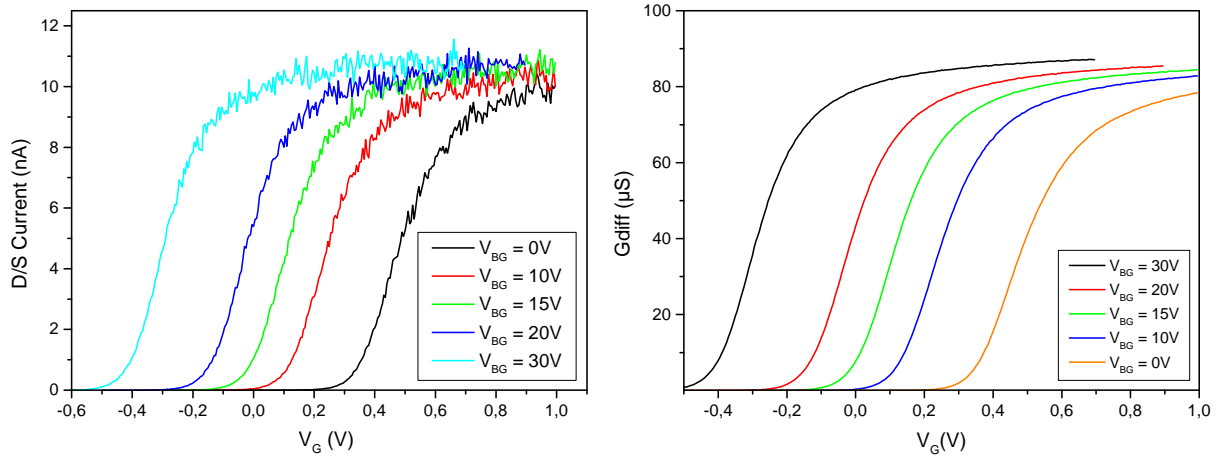 12
10
8
6
4
2
0
D/S Current (nA)
-0,6 -0,4 -0,2 0,0 0,2 0,4 0,6 0,8 1,0
V_G (V)
V_BG = 0V
V_BG = 10V
V_BG = 15V
V_BG = 20V
V_BG = 30V
100
80
60
40
20
Gdiff (µS)
-0,4 -0,2 0,0 0,2 0,4 0,6 0,8 1,0
V_G(V)
V_BG = 30V
V_BG = 20V
V_BG = 15V
V_BG = 10V
V_BG = 0V